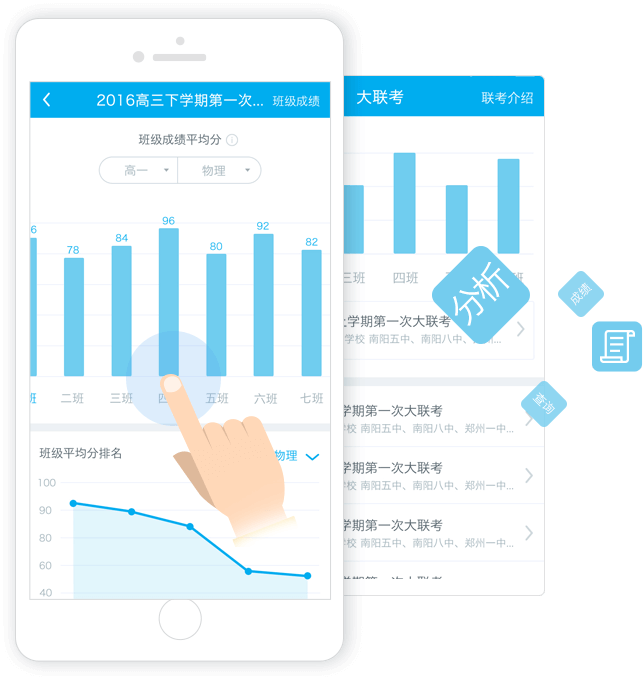 2016高三下学期第一次... 班级成绩
班级成绩平均分
高一 物理
6 78 84 96 80 92 82
班 二班 三班 四 五班 六班 七班
班级平均分排名 物理
100
90
80
60
40
大联考 联考介绍
三班 四班 班
上学期第一次大联考
学校 南阳五中、南阳八中、
学期第一次大联考
学校 南阳五中、南阳八中、郑州一中...
学期第一次大联考
学校 南阳五中、南阳八中、郑州一中...
学期第一次大联考
学校 南阳五中、南阳八中、郑州一中...
分析
成绩
查询